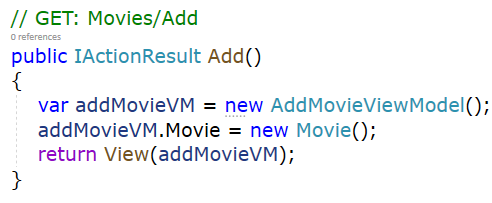 // GET: Movies/Add
0 references
public IActionResult Add()
{
var addMovieVM = new AddMovieViewModel();
addMovieVM.Movie = new Movie();
return View(addMovieVM);
}